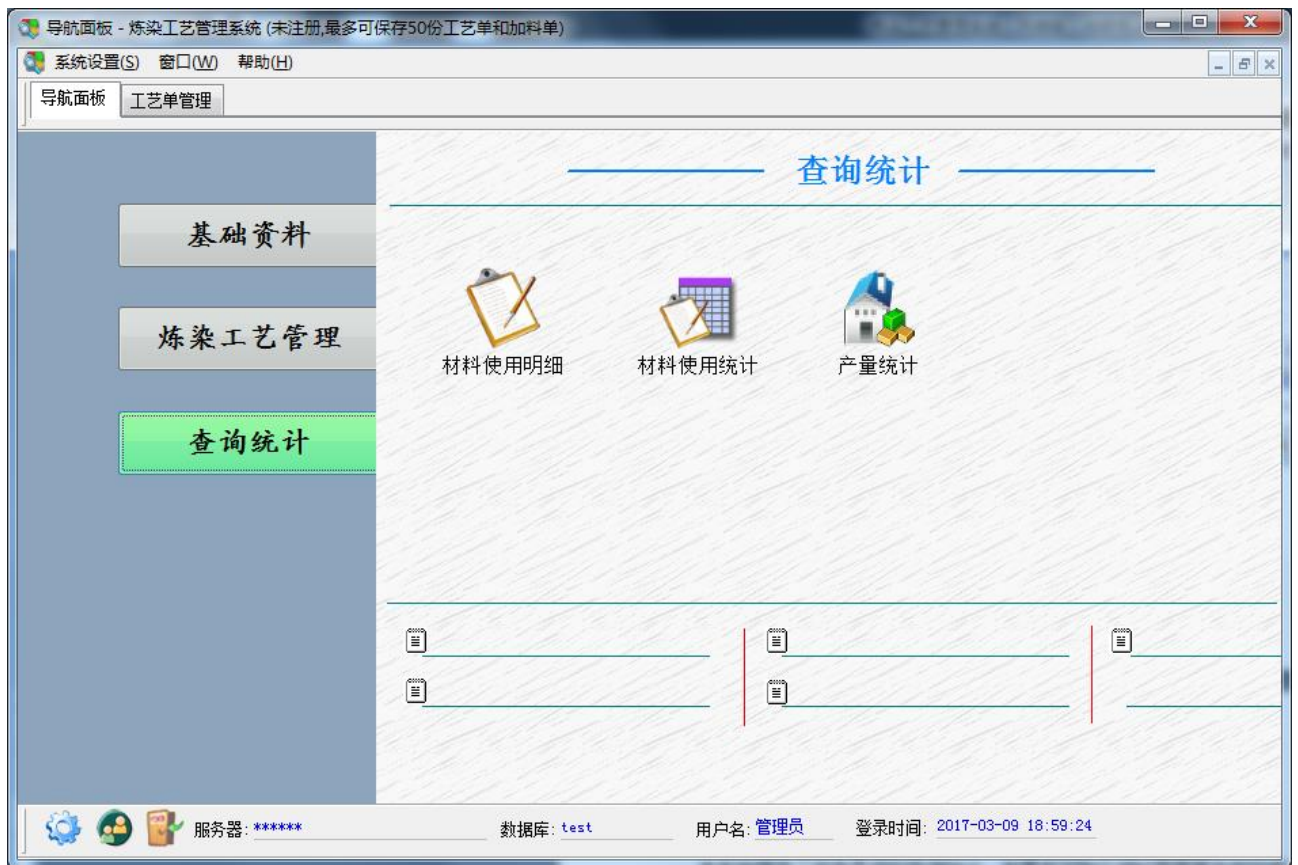 导航面板 - 炼染工艺管理系统 (未注册,最多可保存50份工艺单和加料单)
系统设置(S) 窗口(W) 帮助(H)
导航面板 工艺单管理
查询统计
基础资料
炼染工艺管理
查询统计
材料使用明细 材料使用统计 产量统计
服务器: ****** 数据库: test 用户名: 管理员 登录时间: 2017-03-09 18:59:24